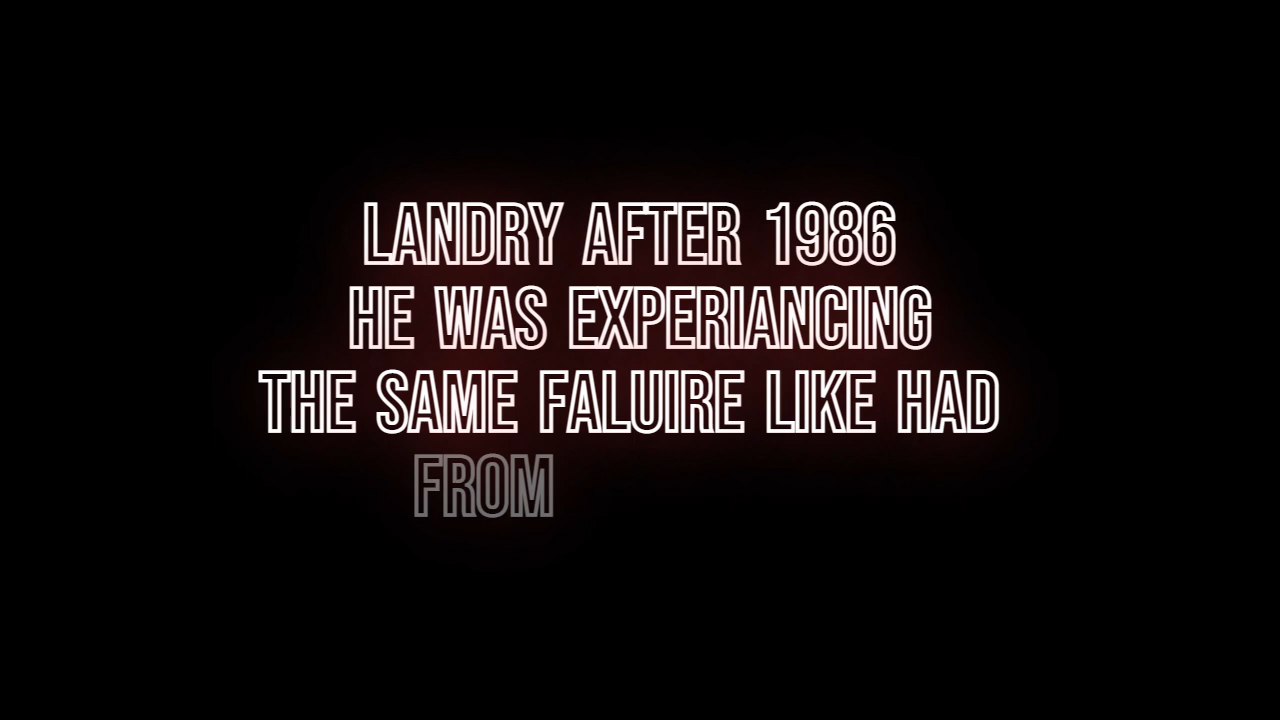 LANDRY AFTER 1986
HE WAS EXPERIANCING
THE SAME FALUIRE LIKE HAD
FROM